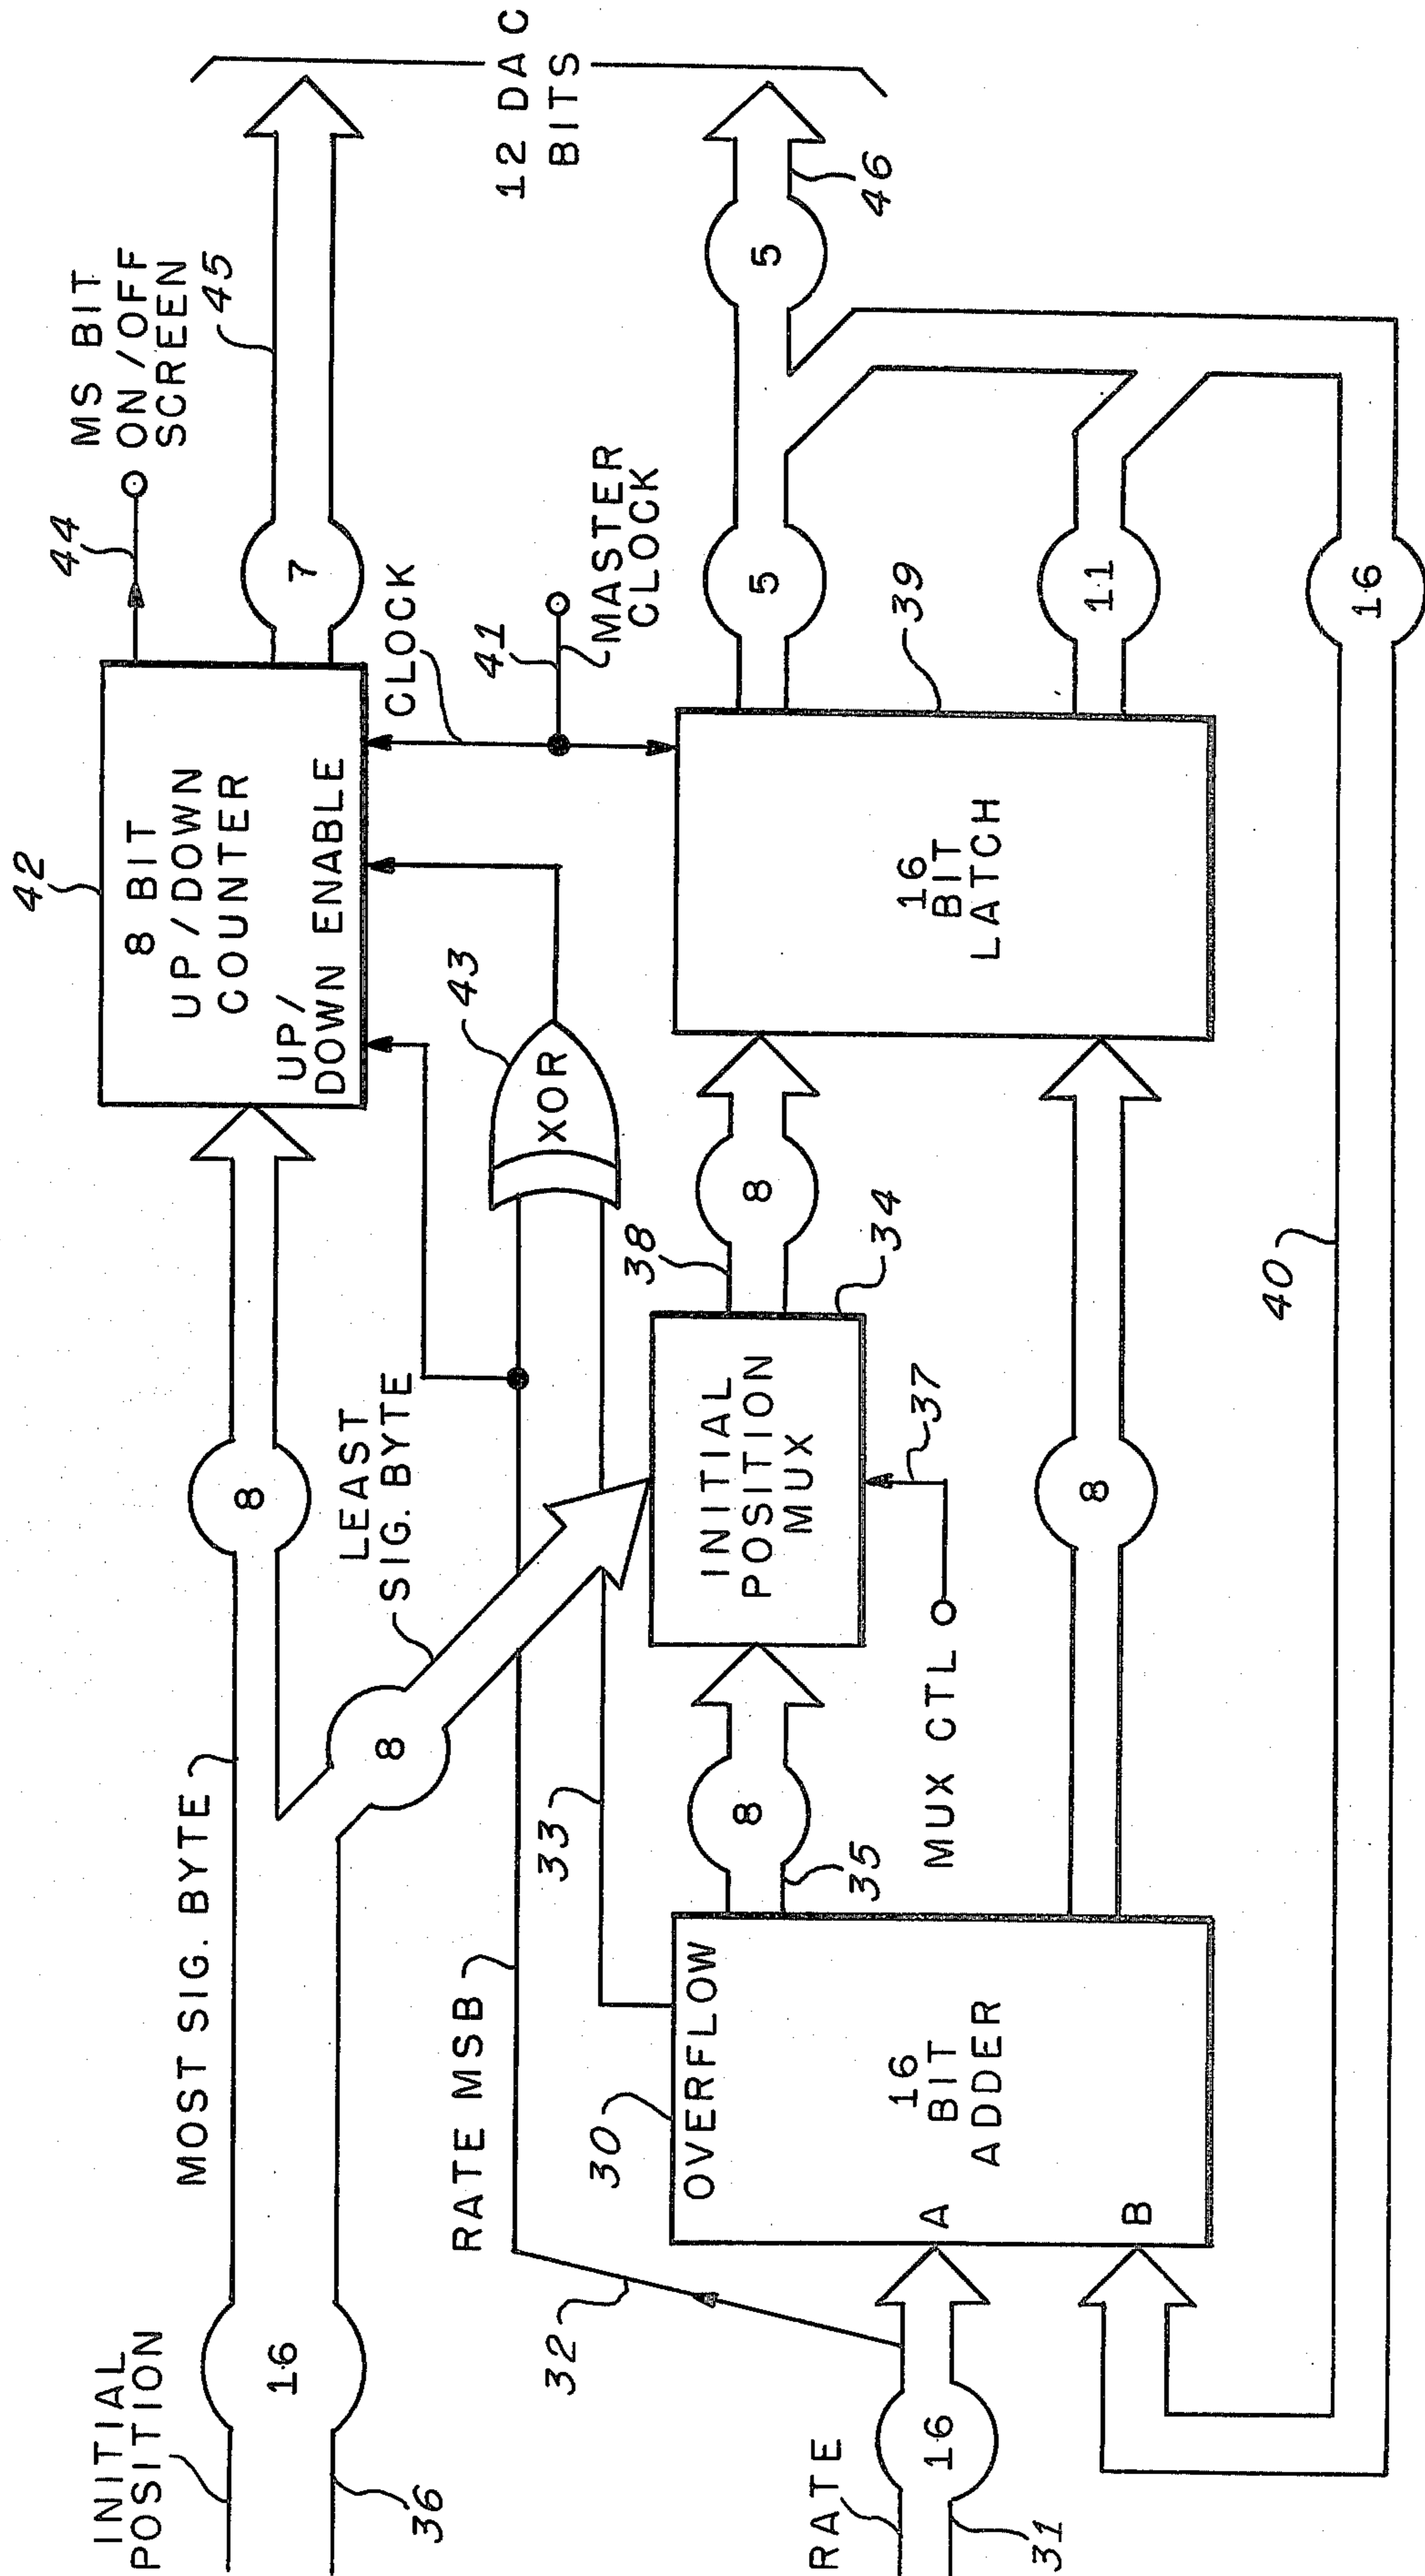 INITIAL
POSITION
36
16
MOST SIG. BYTE
8
8
LEAST
SIG. BYTE
42
8 BIT
UP/DOWN
COUNTER
UP/
DOWN ENABLE
44
MS BIT
ON/OFF
SCREEN
7
45
12 DAC
BITS
CLOCK
41
MASTER
CLOCK
RATE MSB
32
33
XOR
43
RATE
31
16
30
OVERFLOW
A
B
16
BIT
ADDER
8
35
INITIAL
POSITION
MUX
34
MUX CTL
37
38
8
8
16
BIT
LATCH
39
5
5
46
11
16
40